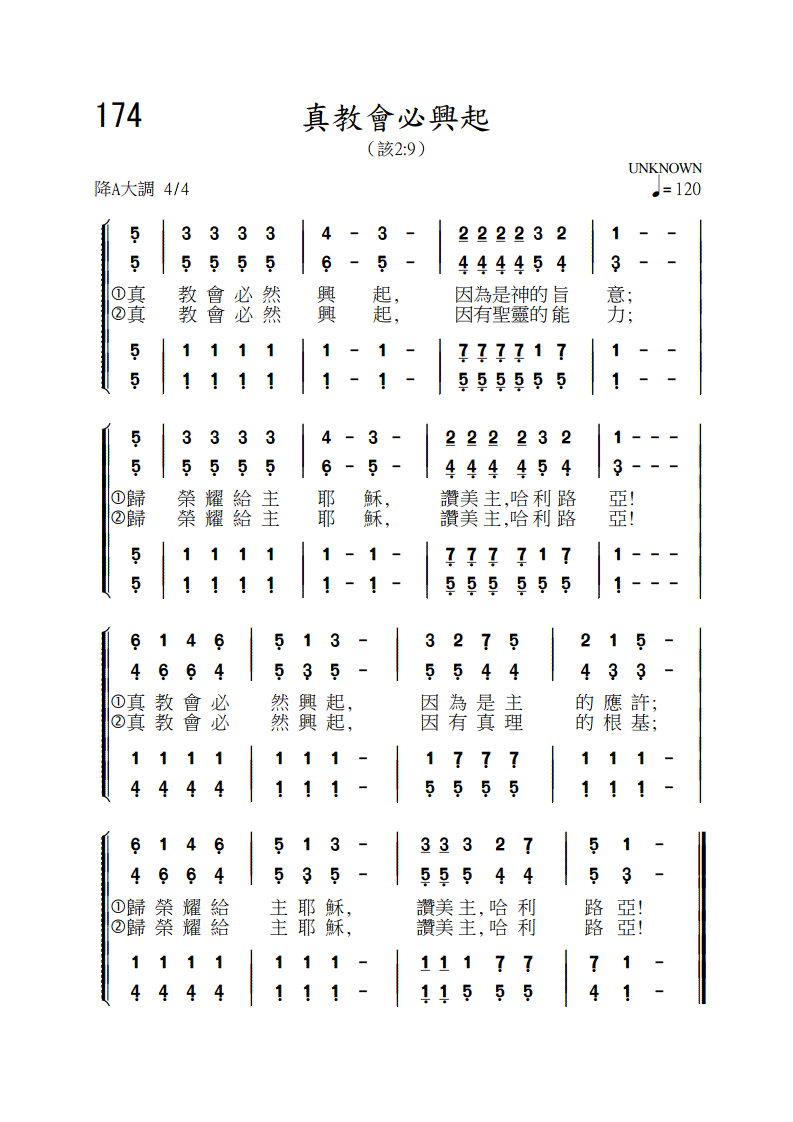 174
真教會必興起
（該2:9）
UNKNOWN
降A大調 4/4
♩= 120
5 | 3 3 3 3 | 4 - 3 - | 2 2 2 2 3 2 | 1 - -
5 | 5 5 5 5 | 6 - 5 - | 4 4 4 4 5 4 | 3 - -
①真 教會必然 興 起, 因為是神的旨 意;
②真 教會必然 興 起, 因有聖靈的能 力;
5 | 1 1 1 1 | 1 - 1 - | 7 7 7 7 1 7 | 1 - -
5 | 1 1 1 1 | 1 - 1 - | 5 5 5 5 5 5 | 1 - -
5 | 3 3 3 3 | 4 - 3 - | 2 2 2 2 3 2 | 1 - - -
5 | 5 5 5 5 | 6 - 5 - | 4 4 4 4 5 4 | 3 - - -
①歸 榮耀給主 耶 穌, 讚美主,哈利路 亞!
②歸 榮耀給主 耶 穌, 讚美主,哈利路 亞!
5 | 1 1 1 1 | 1 - 1 - | 7 7 7 7 1 7 | 1 - - -
5 | 1 1 1 1 | 1 - 1 - | 5 5 5 5 5 5 | 1 - - -
6 1 4 6 | 5 1 3 - | 3 2 7 5 | 2 1 5 -
4 6 6 4 | 5 3 5 - | 5 5 4 4 | 4 3 3 -
①真教會必 然興起, 因為是主 的應許;
②真教會必 然興起, 因有真理 的根基;
1 1 1 1 | 1 1 1 - | 1 7 7 7 | 1 1 1 -
4 4 4 4 | 1 1 1 - | 5 5 5 5 | 1 1 1 -
6 1 4 6 | 5 1 3 - | 3 3 3 2 7 | 5 1 -
4 6 6 4 | 5 3 5 - | 5 5 5 4 4 | 5 3 -
①歸榮耀給 主耶穌, 讚美主,哈利 路亞!
②歸榮耀給 主耶穌, 讚美主,哈利 路亞!
1 1 1 1 | 1 1 1 - | 1 1 1 7 7 | 7 1 -
4 4 4 4 | 1 1 1 - | 1 1 5 5 5 | 4 1 -